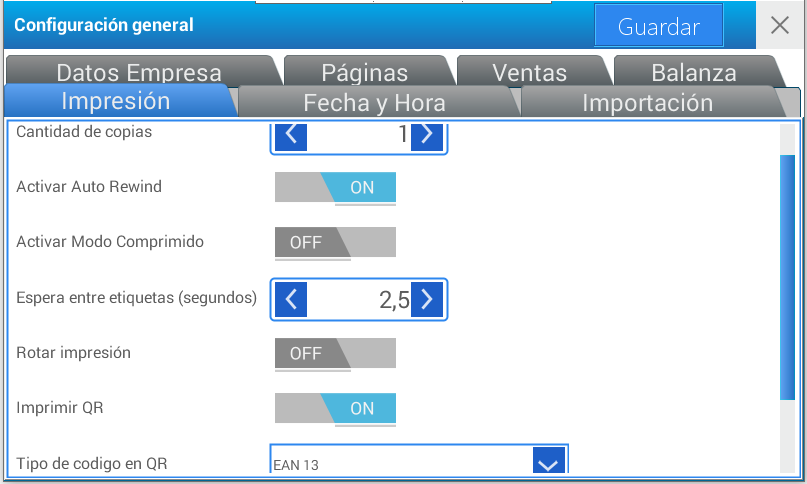 Configuración general
Guardar
Datos Empresa
Páginas
Ventas
Balanza
Impresión
Fecha y Hora
Importación
Cantidad de copias
1
Activar Auto Rewind
ON
Activar Modo Comprimido
OFF
Espera entre etiquetas (segundos)
2,5
Rotar impresión
OFF
Imprimir QR
ON
Tipo de codigo en QR
EAN 13